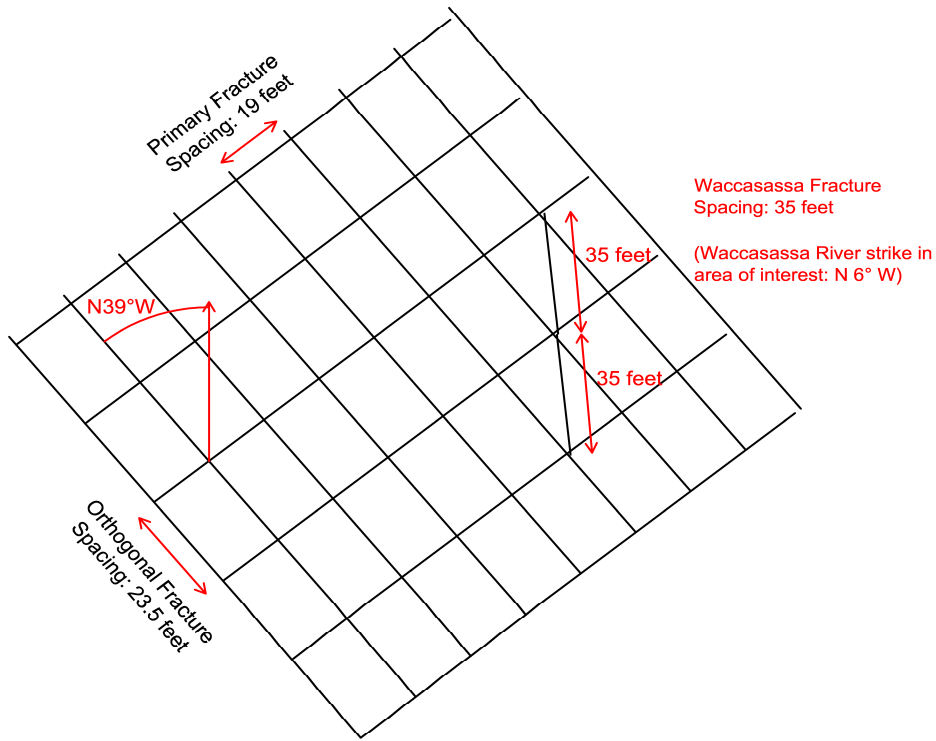 Primary Fracture
Spacing: 19 feet
Waccasassa Fracture
Spacing: 35 feet
(Waccasassa River strike in
area of interest: N 6° W)
35 feet
N39°W
35 feet
Orthogonal Fracture
Spacing: 23.5 feet